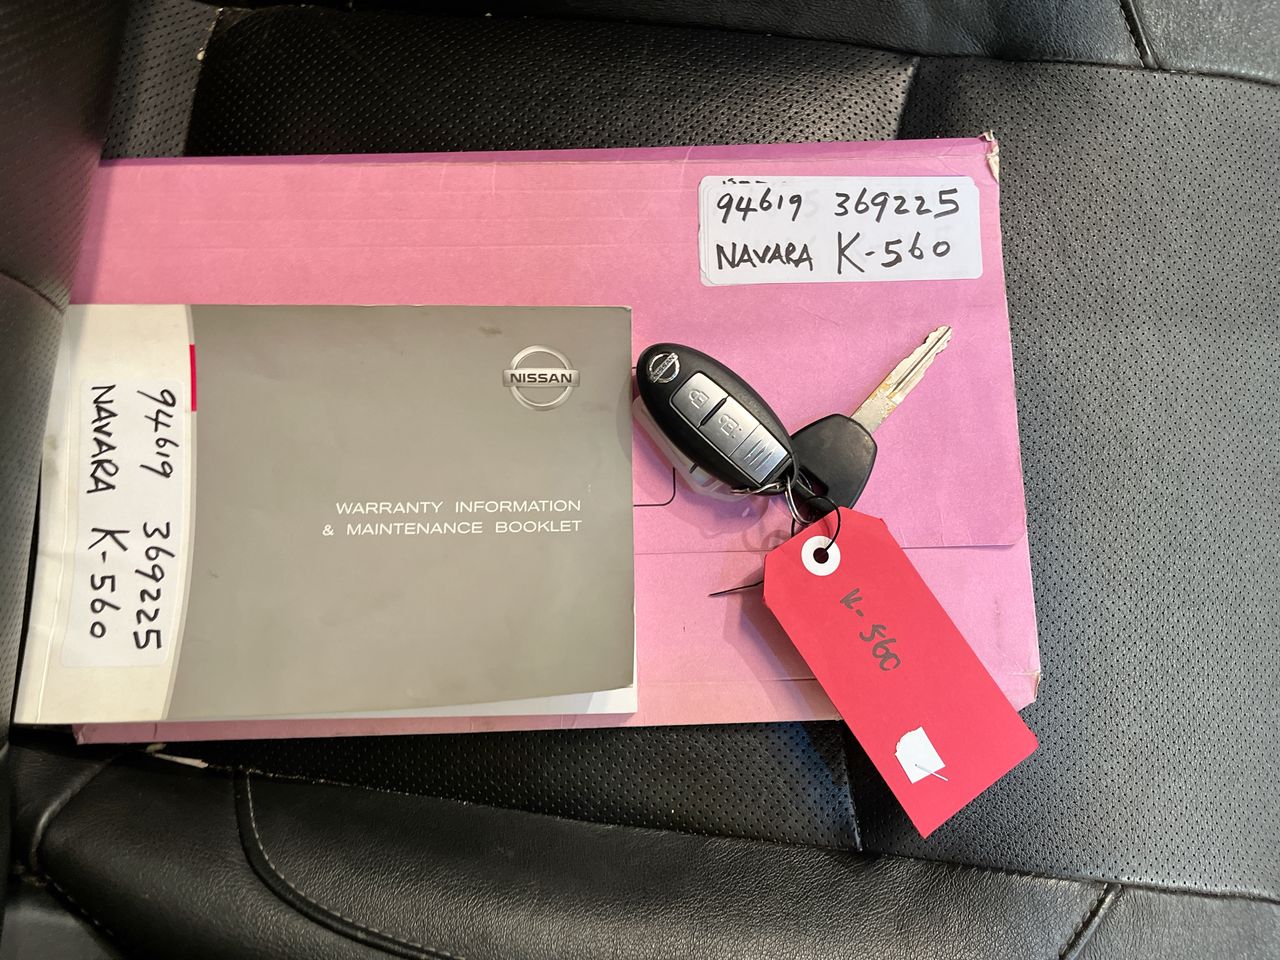 94619 369225
NAVARA K-560
NISSAN
WARRANTY INFORMATION
& MAINTENANCE BOOKLET
94619 369225
NAVARA K-560
K-560